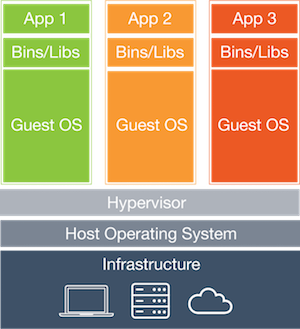 App 1
App 2
App 3
Bins/Libs
Bins/Libs
Bins/Libs
Guest OS
Guest OS
Guest OS
Hypervisor
Host Operating System
Infrastructure